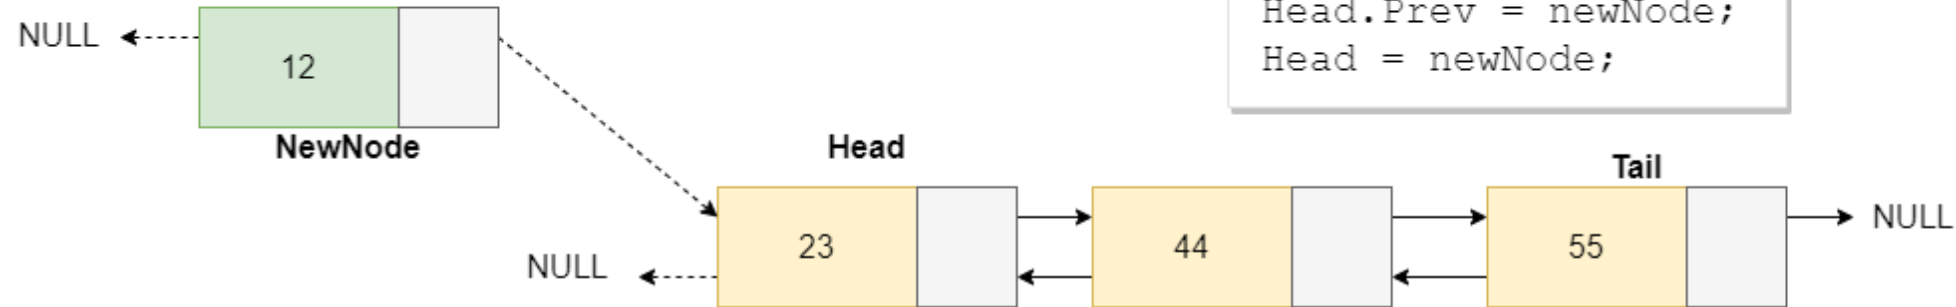 Head.Prev = newNode;
NULL
12
Head = newNode;
NewNode
Head
Tail
23
44
55
NULL
NULL